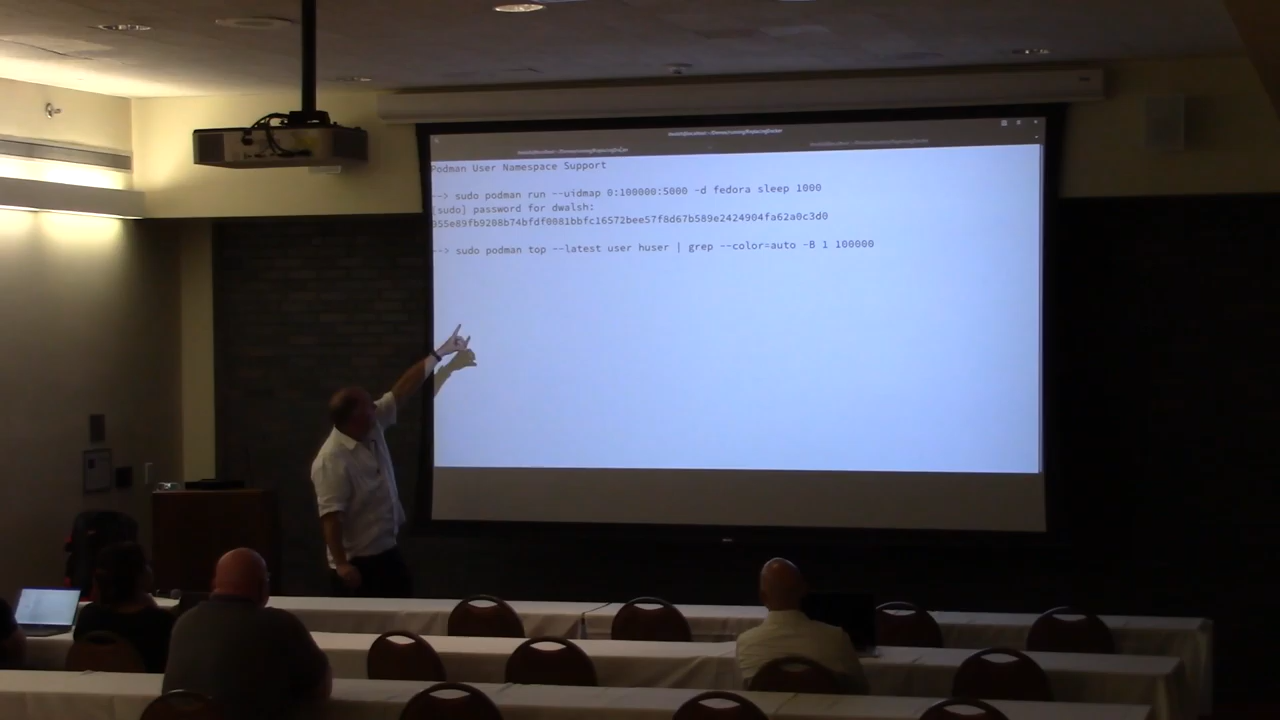 Podman User Namespace Support
--> sudo podman run --uidmap 0:100000:5000 -d fedora sleep 1000
[sudo] password for dwalsh:
955e89fb9208b74bfdf0081bbfc16572bee57f8d67b589e2424904fa62a0c3d0
--> sudo podman top --latest user huser | grep --color=auto -B 1 100000